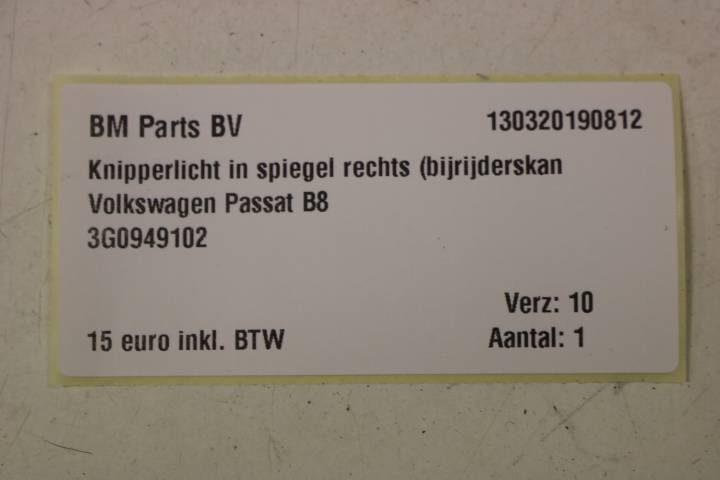 BM Parts BV 130320190812
Knipperlicht in spiegel rechts (bijrijderskan
Volkswagen Passat B8
3G0949102
Verz: 10
15 euro inkl. BTW Aantal: 1